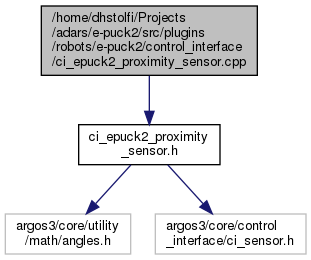 /home/dhstolfi/Projects
/adars/e-puck2/src/plugins
/robots/e-puck2/control_interface
/ci_epuck2_proximity_sensor.cpp
ci_epuck2_proximity
_sensor.h
argos3/core/utility
/math/angles.h
argos3/core/control
_interface/ci_sensor.h